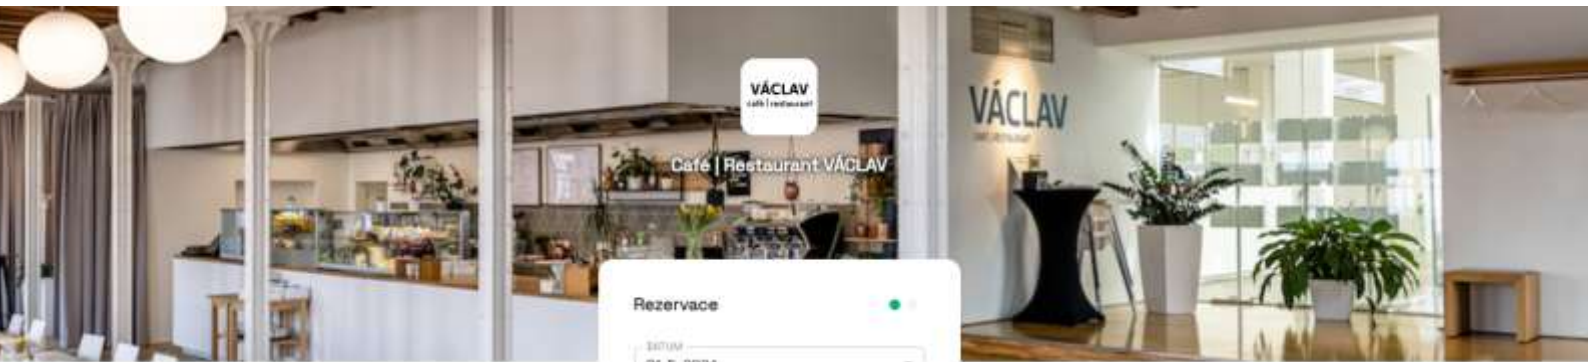 VÁCLAV
café | restaurant
VÁCLAV
Café | Restaurant VÁCLAV
Rezervace
DATUM